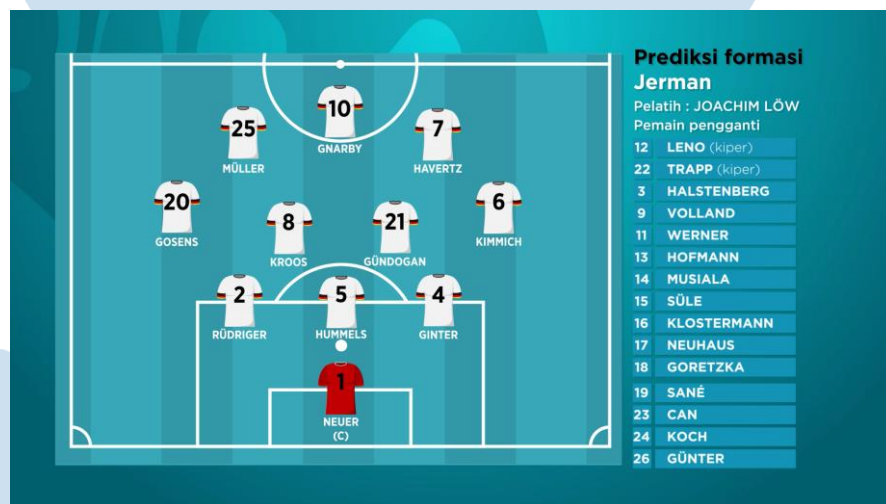 10
GNARBY
25
MÜLLER
7
HAVERTZ
20
GOSENS
8
KROOS
21
GÜNDOGAN
6
KIMMICH
2
RÜDRIGER
5
HUMMELS
4
GINTER
1
NEUER
(C)
Prediksi formasi
Jerman
Pelatih : JOACHIM LÖW
Pemain pengganti
12 LENO (kiper)
22 TRAPP (kiper)
3 HALSTENBERG
9 VOLLAND
11 WERNER
13 HOFMANN
14 MUSIALA
15 SÜLE
16 KLOSTERMANN
17 NEUHAUS
18 GORETZKA
19 SANÉ
23 CAN
24 KOCH
26 GÜNTER